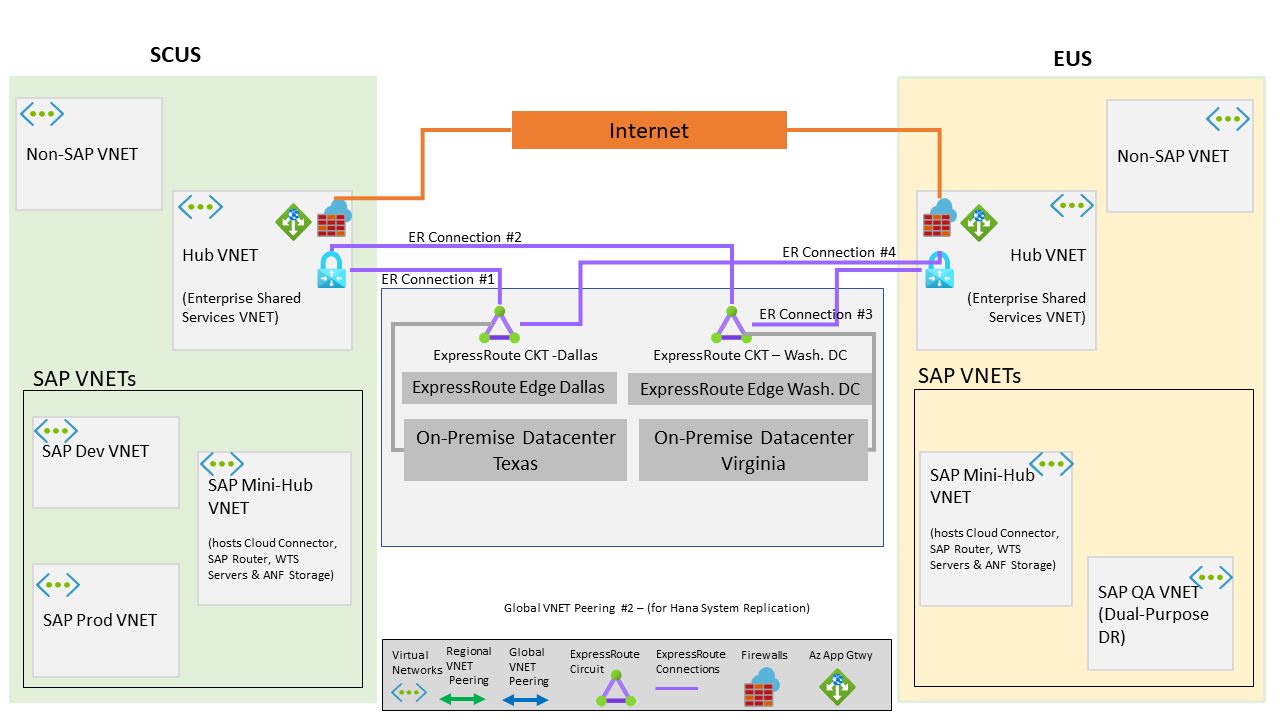 SCUS
EUS
Non-SAP VNET
Internet
Non-SAP VNET
Hub VNET
(Enterprise Shared
Services VNET)
ER Connection #2
ER Connection #4
ER Connection #1
ER Connection #3
Hub VNET
(Enterprise Shared
Services VNET)
ExpressRoute CKT -Dallas
ExpressRoute CKT – Wash. DC
ExpressRoute Edge Dallas
ExpressRoute Edge Wash. DC
On-Premise Datacenter
Texas
On-Premise Datacenter
Virginia
SAP VNETs
SAP Dev VNET
SAP Mini-Hub
VNET
(hosts Cloud Connector,
SAP Router, WTS
Servers & ANF Storage)
SAP Prod VNET
SAP VNETs
SAP Mini-Hub
VNET
(hosts Cloud Connector,
SAP Router, WTS
Servers & ANF Storage)
SAP QA VNET
(Dual-Purpose
DR)
Global VNET Peering #2 – (for Hana System Replication)
Virtual
Networks
Regional
VNET
Peering
Global
VNET
Peering
ExpressRoute
Circuit
ExpressRoute
Connections
Firewalls
Az App Gtwy